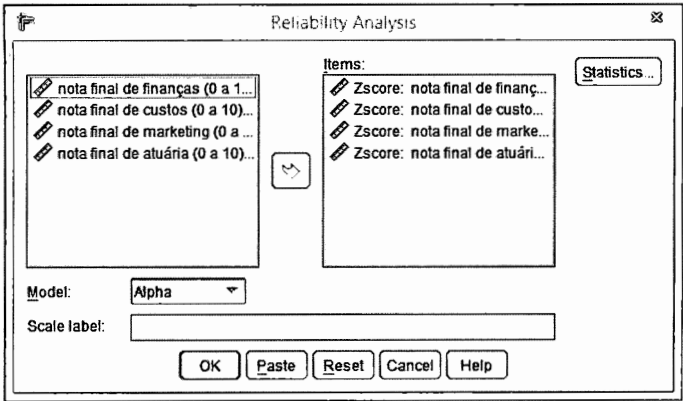 Reliability Analysis
Items:
nota final de finanças (0 a 1...
nota final de custos (0 a 10)...
nota final de marketing (0 a ...
nota final de atuária (0 a 10)...
Zscore: nota final de finanç...
Zscore: nota final de custo...
Zscore: nota final de marke...
Zscore: nota final de atuári...
Statistics...
Model:
Alpha
Scale label:
OK Paste Reset Cancel Help